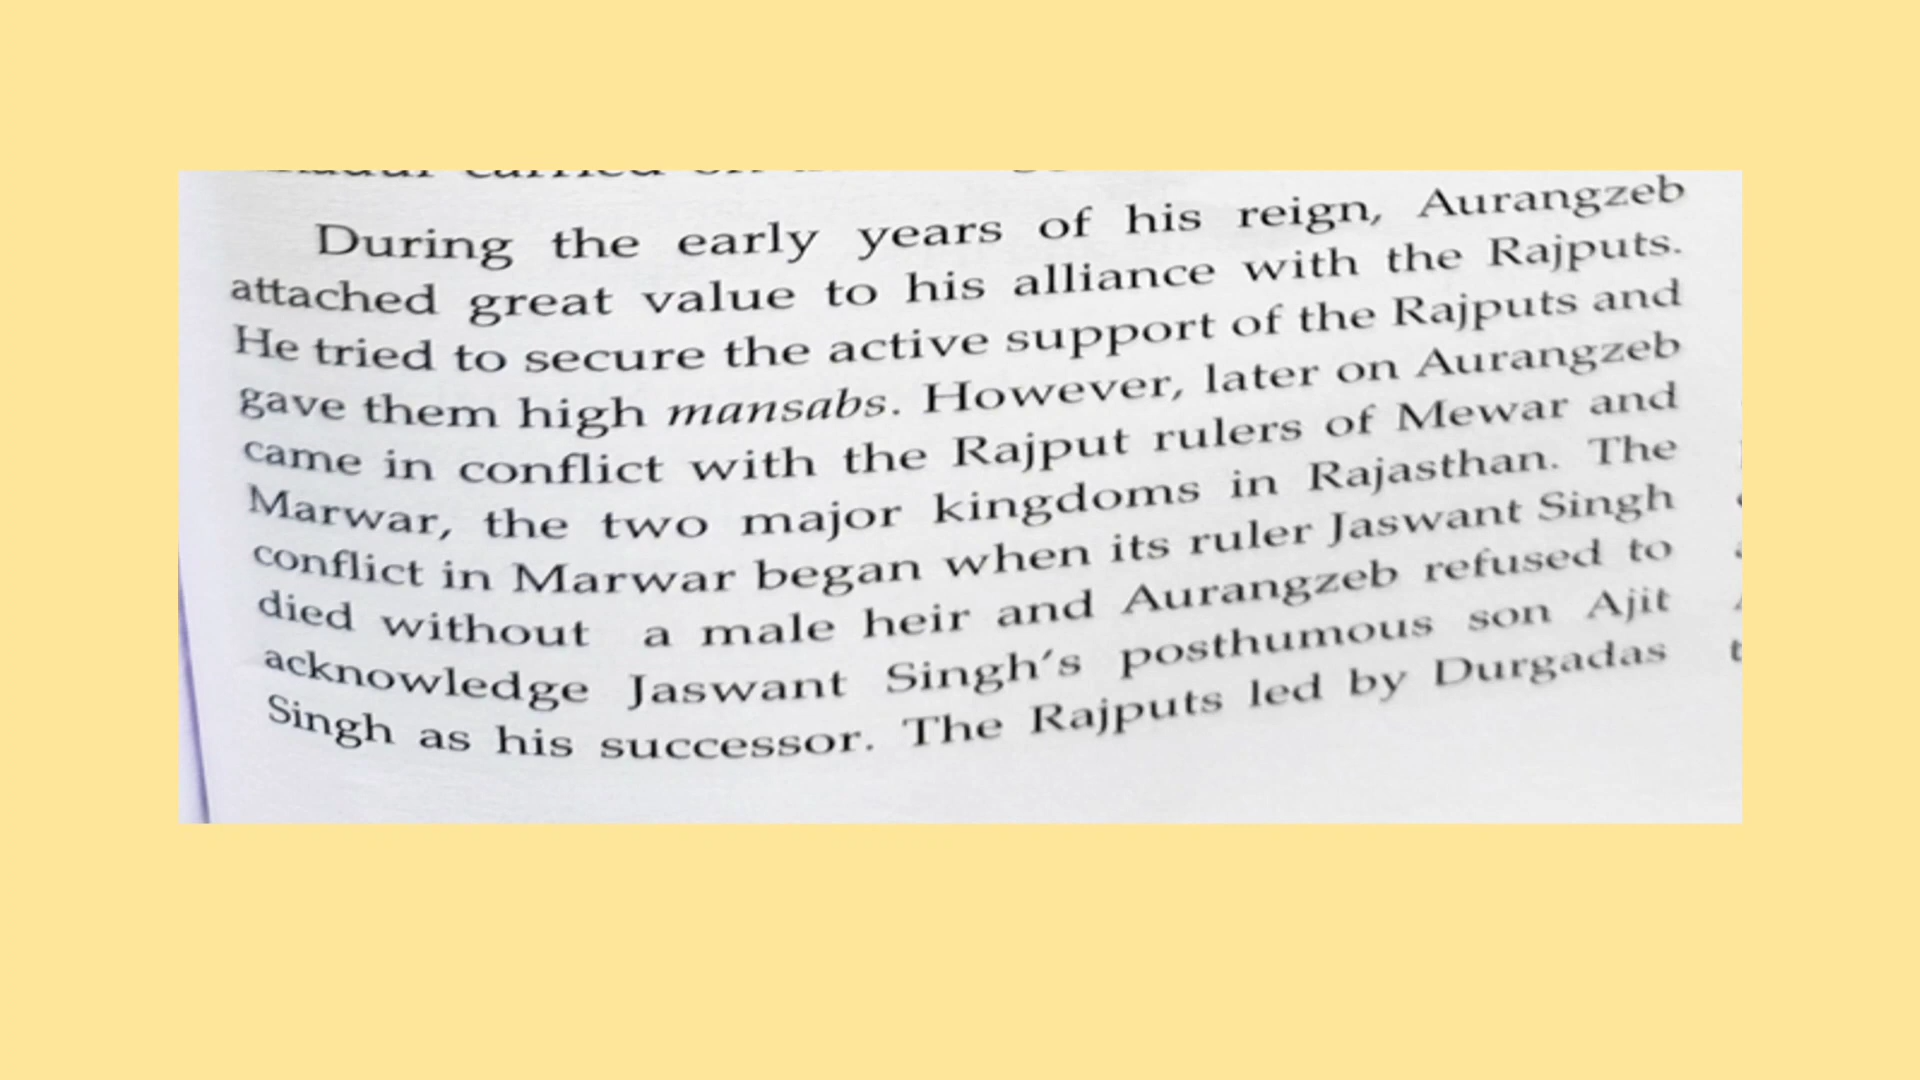 During the early years of his reign, Aurangzeb
attached great value to his alliance with the Rajputs.
He tried to secure the active support of the Rajputs and
gave them high mansabs. However, later on Aurangzeb
came in conflict with the Rajput rulers of Mewar and
Marwar, the two major kingdoms in Rajasthan. The
conflict in Marwar began when its ruler Jaswant Singh
died without a male heir and Aurangzeb refused to
acknowledge Jaswant Singh's posthumous son Ajit
Singh as his successor. The Rajputs led by Durgadas